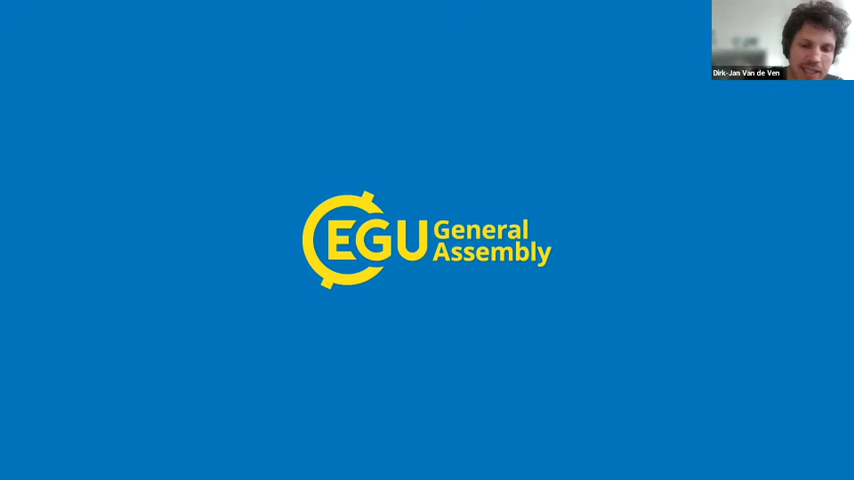 Dirk-Jan Van de Ven
EGU General
Assembly